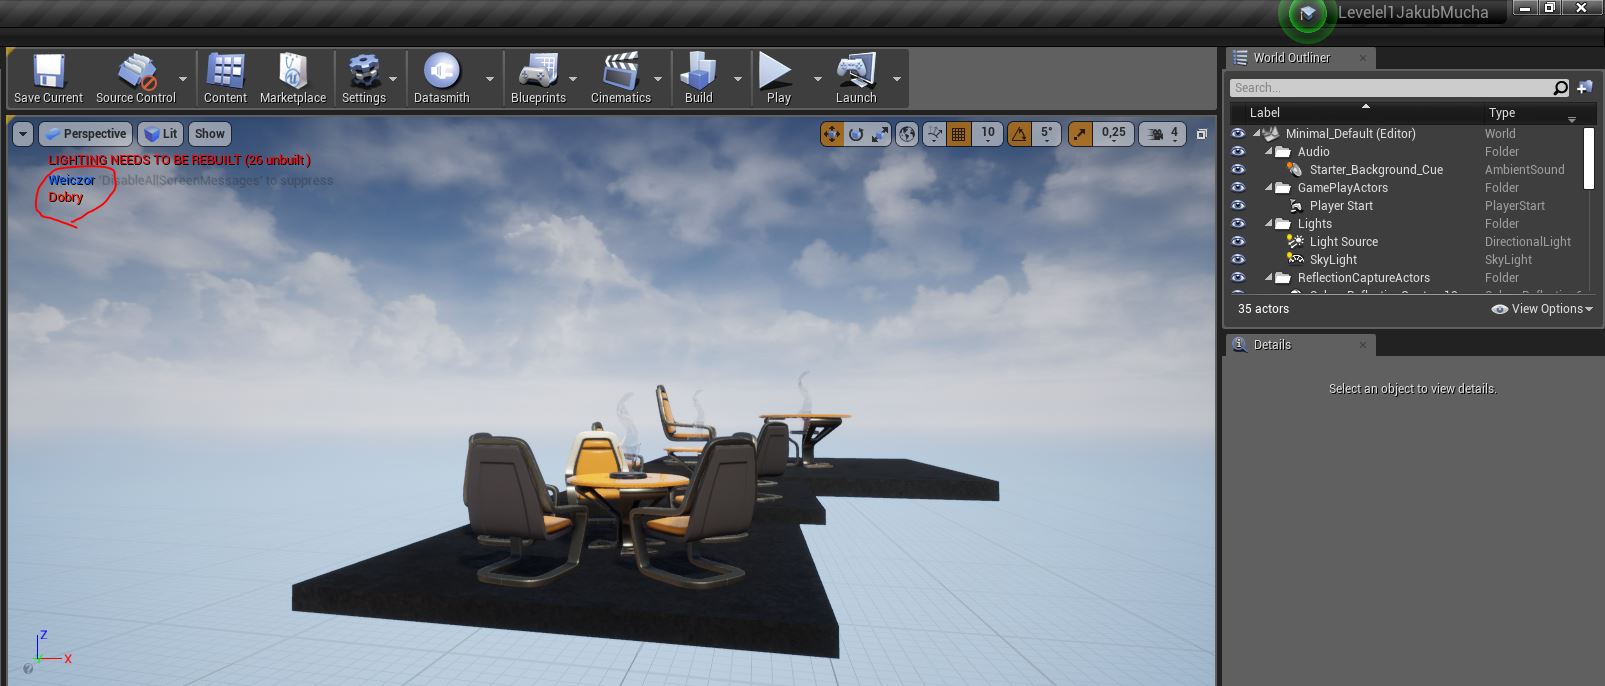 Levelel1JakubMucha
Save Current Source Control Content Marketplace Settings Datasmith Blueprints Cinematics Build Play Launch
World Outliner
Search...
Label Type
Perspective Lit Show 10 5° 0,25 4
LIGHTING NEEDS TO BE REBUILT (26 unbuilt )
Weiczor 'DisableAllScreenMessages' to suppress
Dobry
Minimal_Default (Editor) World
Audio Folder
Starter_Background_Cue AmbientSound
GamePlayActors Folder
Player Start PlayerStart
Lights Folder
Light Source DirectionalLight
SkyLight SkyLight
ReflectionCaptureActors Folder
35 actors View Options
Details
Select an object to view details.
Z
X